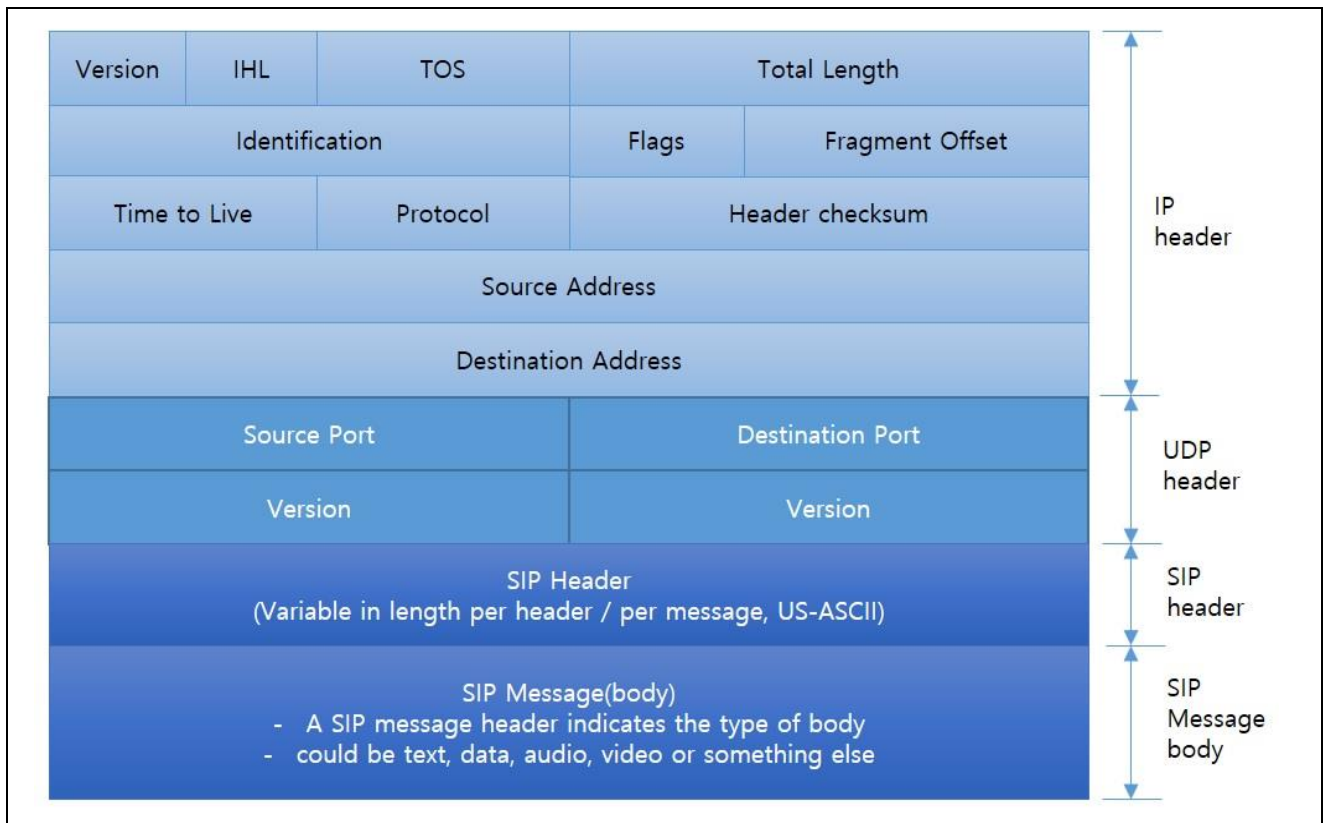 Version IHL TOS Total Length
Identification Flags Fragment Offset
Time to Live Protocol Header checksum
IP
header
Source Address
Destination Address
Source Port Destination Port
UDP
header
Version Version
SIP Header
(Variable in length per header / per message, US-ASCII)
SIP
header
SIP Message(body)
- A SIP message header indicates the type of body
- could be text, data, audio, video or something else
SIP
Message
body